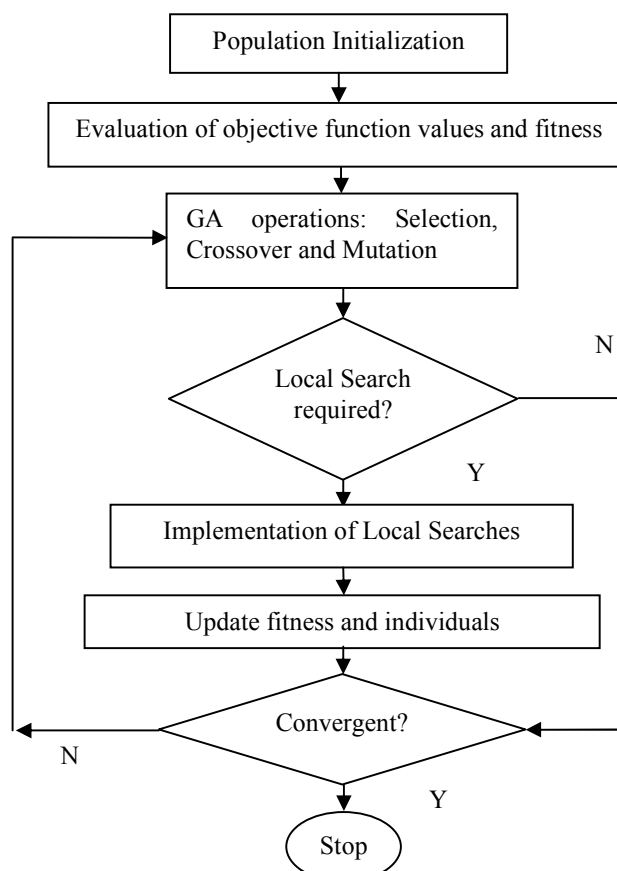 Population Initialization
Evaluation of objective function values and fitness
GA operations: Selection,
Crossover and Mutation
N
Local Search
required?
Y
Implementation of Local Searches
Update fitness and individuals
Convergent?
N
Y
Stop